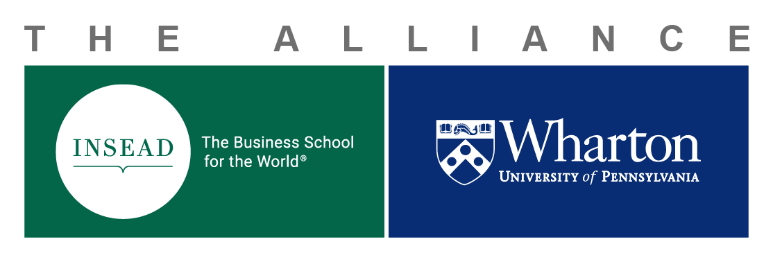 THE ALLIANCE
INSEAD
The Business School
for the World®
Wharton
UNIVERSITY of PENNSYLVANIA